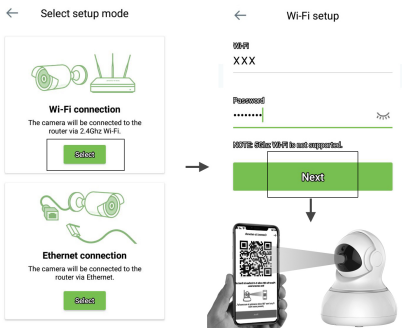 Select setup mode
Wi-Fi connection
The camera will be connected to the
router via 2.4Ghz Wi-Fi.
Select
Ethernet connection
The camera will be connected to the
router via Ethernet.
Select
Wi-Fi setup
Wi-Fi
XXX
Password
••••••••
NOTE: 5Ghz Wi-Fi is not supported.
Next